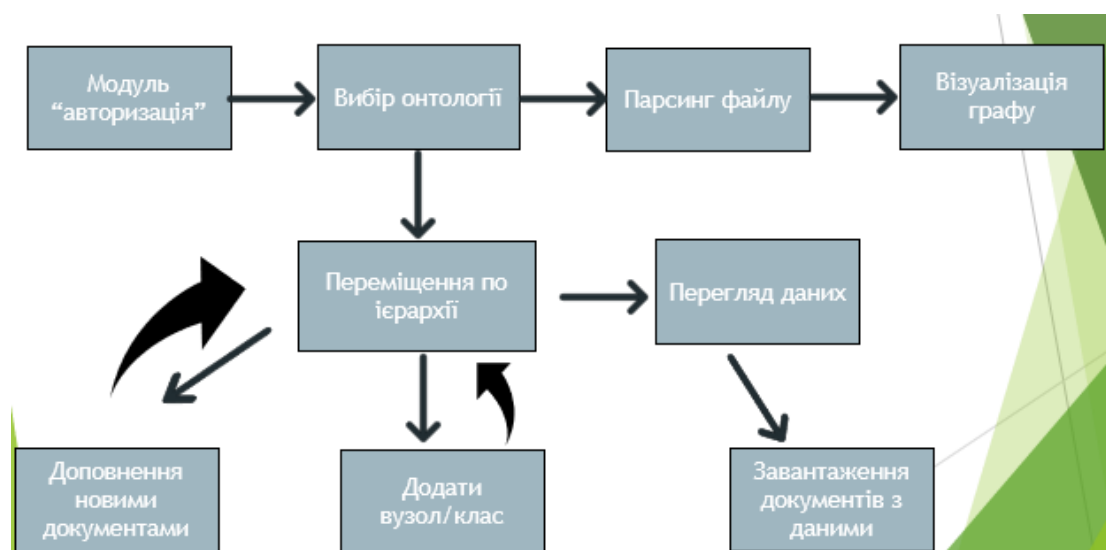 Модуль
“авторизація”
Вибір онтології
Парсинг файлу
Візуалізація
графу
Переміщення по
ієрархії
Перегляд даних
Доповнення
новими
документами
Додати
вузол/клас
Завантаження
документів з
даними